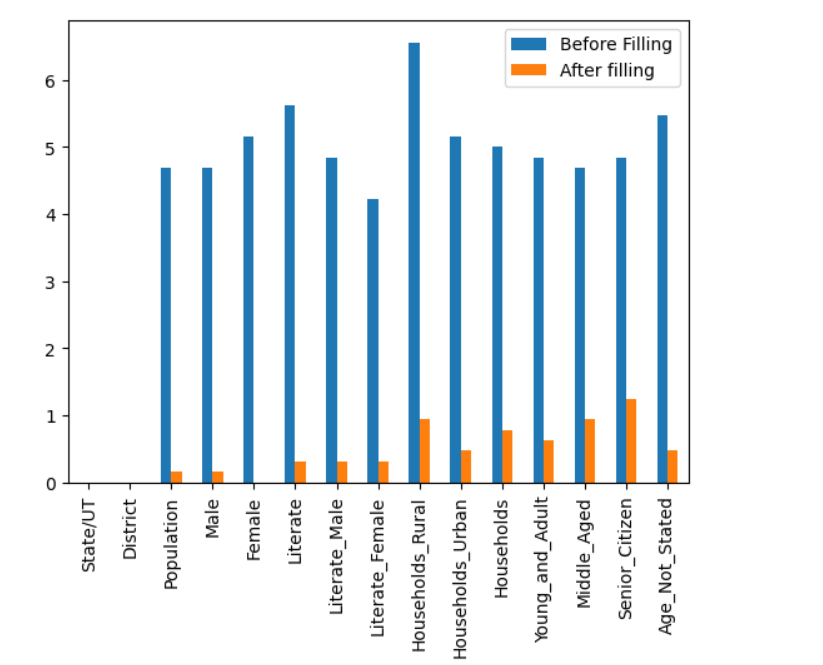 Before Filling
After filling
6
5
4
3
2
1
0
State/UT
District
Population
Male
Female
Literate
Literate_Male
Literate_Female
Households_Rural
Households_Urban
Households
Young_and_Adult
Middle_Aged
Senior_Citizen
Age_Not_Stated